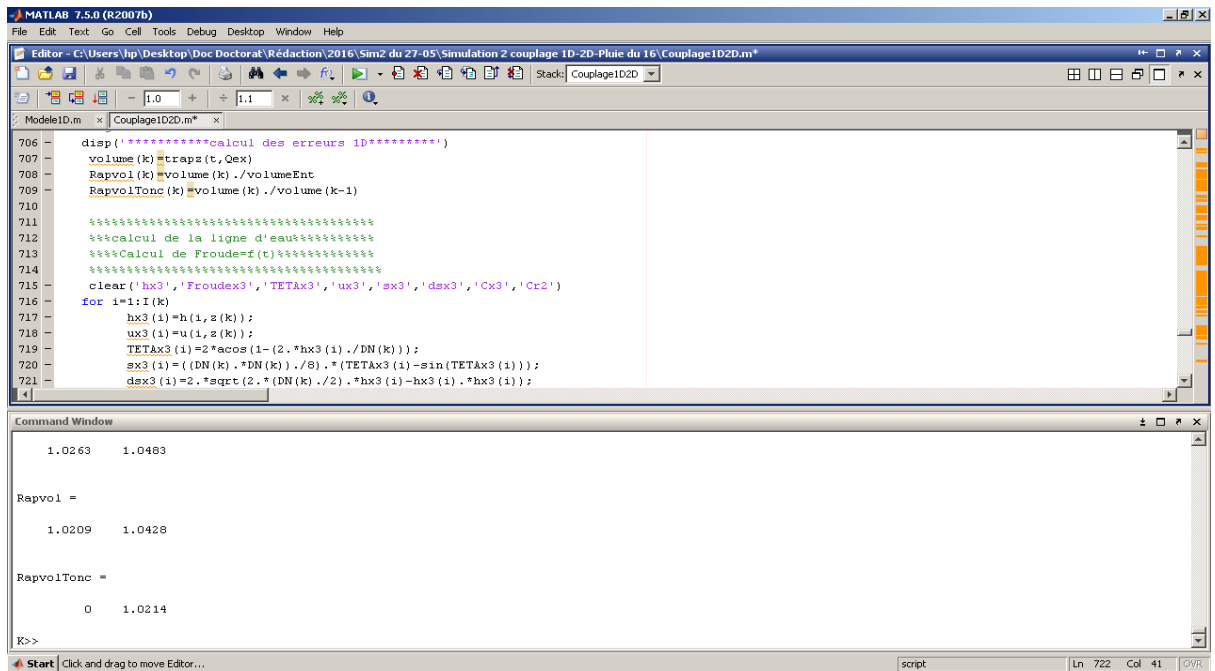 MATLAB 7.5.0 (R2007b)
File Edit Text Go Cell Tools Debug Desktop Window Help
Editor - C:\Users\hp\Desktop\Doc Doctorat\Rédaction\2016\Sim2 du 27-05\Simulation 2 couplage 1D-2D-Pluie du 16\Couplage1D2D.m*
Stack: Couplage1D2D
- 1.0 + ÷ 1.1 ×
Modele1D.m × Couplage1D2D.m* ×
706 - disp('***********calcul des erreurs 1D*********')
707 - volume(k)=trapz(t,Qex)
708 - Rapvol(k)=volume(k)./volumeEnt
709 - RapvolTonc(k)=volume(k)./volume(k-1)
710
711 %%%%%%%%%%%%%%%%%%%%%%%%%%%%%%%%%%%%%%
712 %%%calcul de la ligne d'eau%%%%%%%%%%%
713 %%%%Calcul de Froude=f(t)%%%%%%%%%%%%%
714 %%%%%%%%%%%%%%%%%%%%%%%%%%%%%%%%%%%%%%%
715 - clear('hx3','Froudex3','TETAx3','ux3','sx3','dsx3','Cx3','Cr2')
716 - for i=1:I(k)
717 - hx3(i)=h(i,z(k));
718 - ux3(i)=u(i,z(k));
719 - TETAx3(i)=2*acos(1-(2.*hx3(i)./DN(k)));
720 - sx3(i)=((DN(k).*DN(k))./8).*(TETAx3(i)-sin(TETAx3(i)));
721 - dsx3(i)=2.*sqrt(2.*(DN(k)./2).*hx3(i)-hx3(i).*hx3(i));
Command Window
1.0263 1.0483
Rapvol =
1.0209 1.0428
RapvolTonc =
0 1.0214
K>>
Start Click and drag to move Editor... script Ln 722 Col 41 OVR